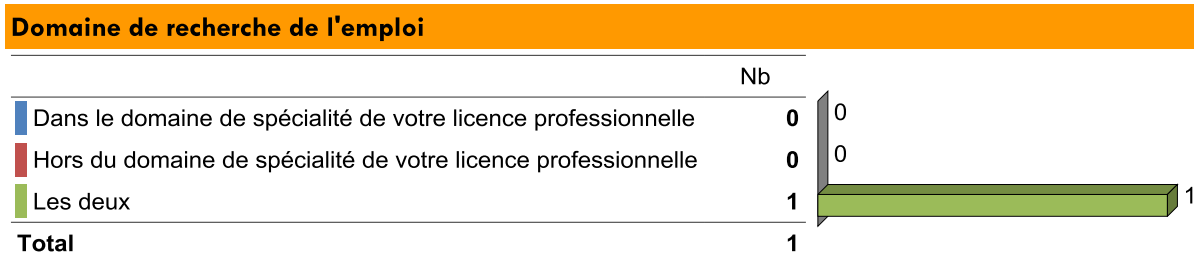 Domaine de recherche de l'emploi
Nb
Dans le domaine de spécialité de votre licence professionnelle 0 0
Hors du domaine de spécialité de votre licence professionnelle 0 0
Les deux 1 1
Total 1